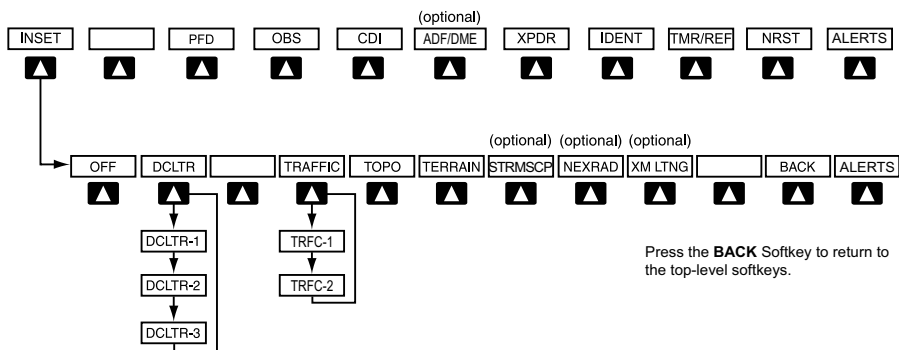 (optional)
INSET PFD OBS CDI ADF/DME XPDR IDENT TMR/REF NRST ALERTS
(optional) (optional) (optional)
OFF DCLTR TRAFFIC TOPO TERRAIN STRMSCP NEXRAD XM LTNG BACK ALERTS
DCLTR-1 TRFC-1
DCLTR-2 TRFC-2
DCLTR-3
Press the BACK Softkey to return to
the top-level softkeys.